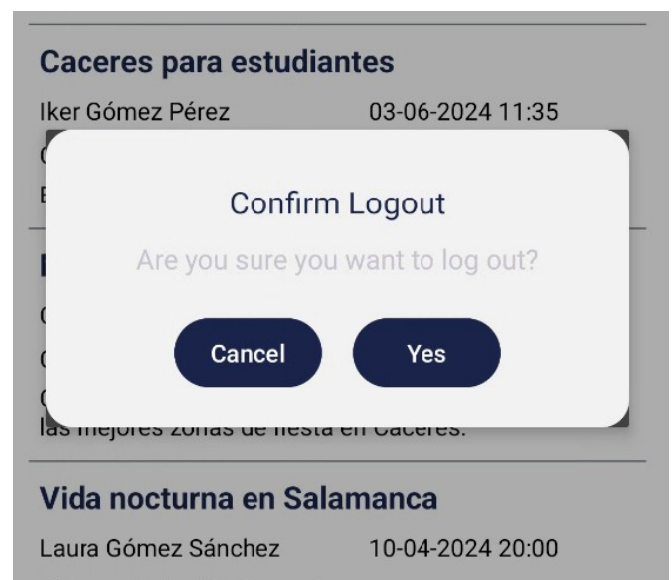 Caceres para estudiantes
Iker Gómez Pérez 03-06-2024 11:35
Confirm Logout
Are you sure you want to log out?
Cancel Yes
las mejores zonas de fiesta en Cáceres.
Vida nocturna en Salamanca
Laura Gómez Sánchez 10-04-2024 20:00